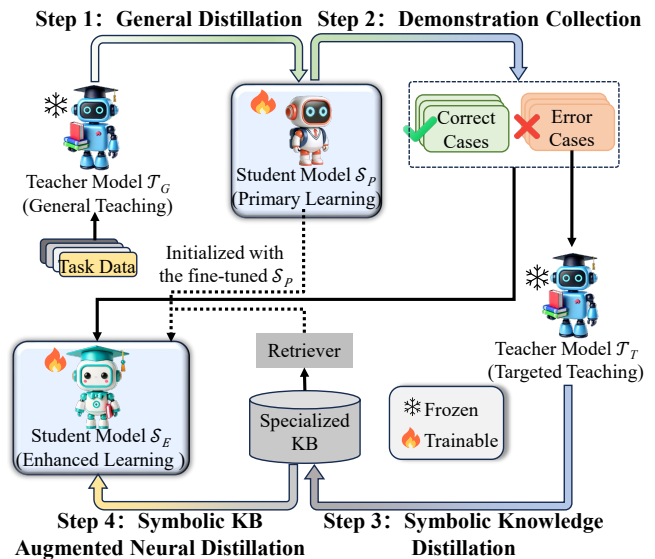 Step 1: General Distillation
Step 2: Demonstration Collection
Correct
Cases
Error
Cases
Teacher Model 𝒯_G
(General Teaching)
Student Model 𝒮_P
(Primary Learning)
Task Data
Initialized with
the fine-tuned 𝒮_P
Retriever
Teacher Model 𝒯_T
(Targeted Teaching)
Student Model 𝒮_E
(Enhanced Learning )
Specialized
KB
Frozen
Trainable
Step 4: Symbolic KB
Augmented Neural Distillation
Step 3: Symbolic Knowledge
Distillation